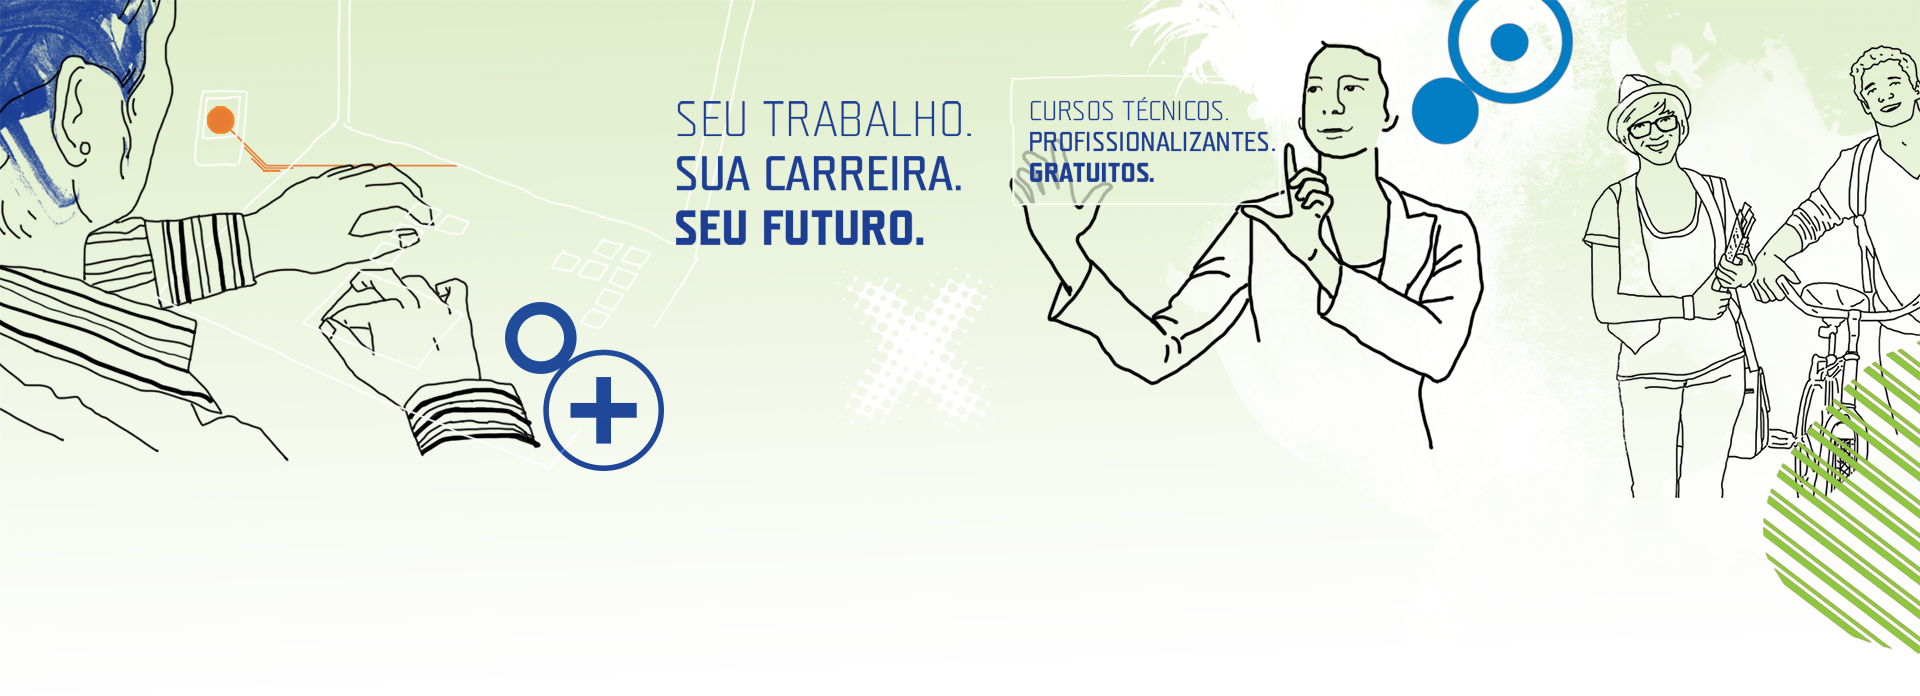 SEU TRABALHO.
SUA CARREIRA.
SEU FUTURO.
CURSOS TÉCNICOS.
PROFISSIONALIZANTES.
GRATUITOS.